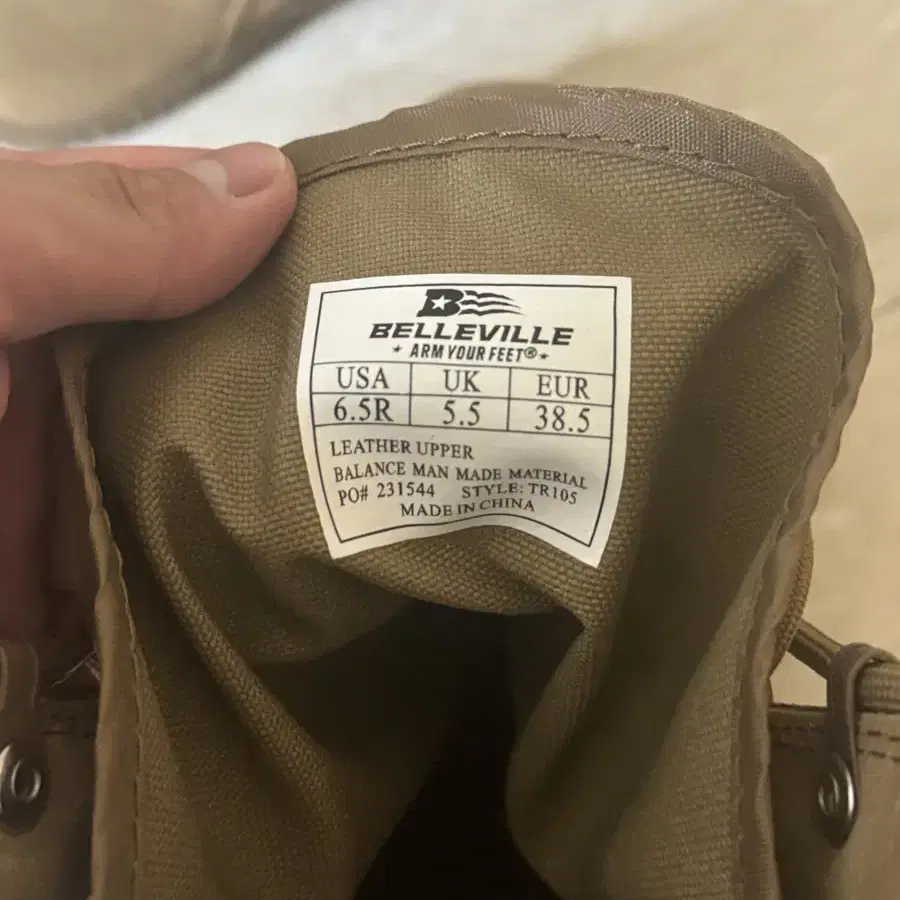 B
BELLEVILLE
★ ARM YOUR FEET®★
USA UK EUR
6.5R 5.5 38.5
LEATHER UPPER
BALANCE MAN MADE MATERIAL
PO# 231544 STYLE: TR105
MADE IN CHINA